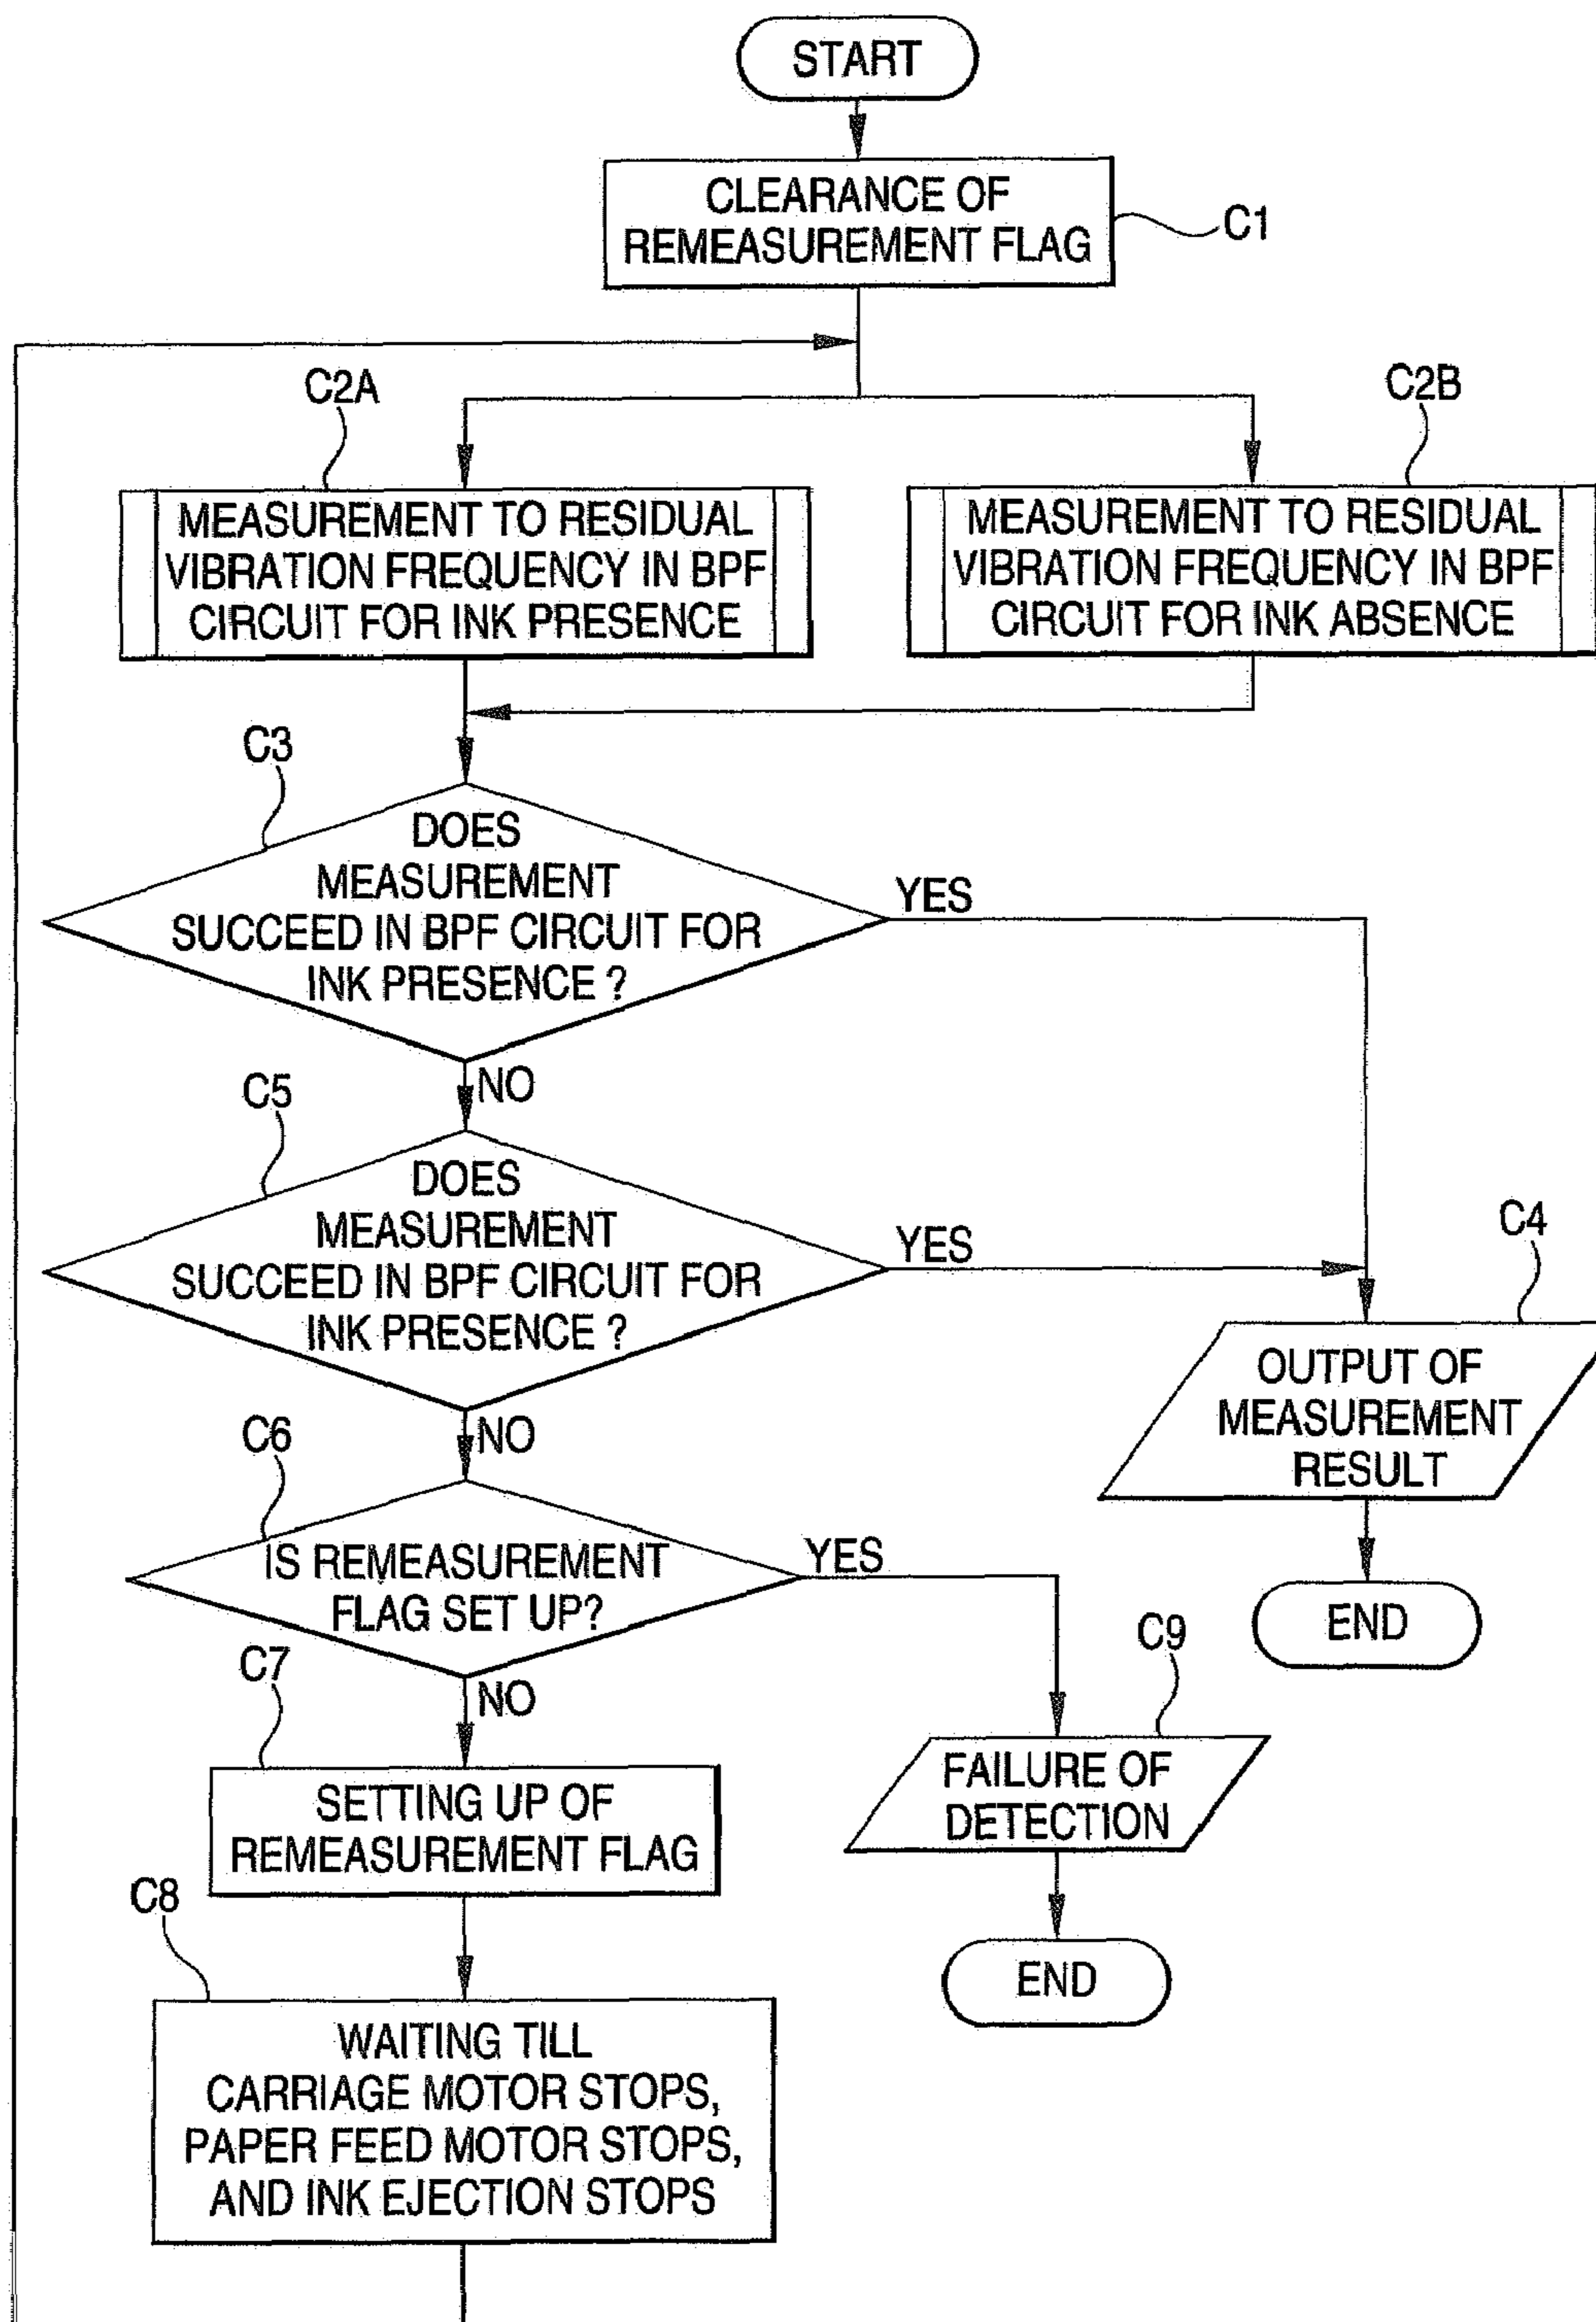 START
CLEARANCE OF
REMEASUREMENT FLAG
C1
C2A
C2B
MEASUREMENT TO RESIDUAL
VIBRATION FREQUENCY IN BPF
CIRCUIT FOR INK PRESENCE
MEASUREMENT TO RESIDUAL
VIBRATION FREQUENCY IN BPF
CIRCUIT FOR INK ABSENCE
C3
DOES
MEASUREMENT
SUCCEED IN BPF CIRCUIT FOR
INK PRESENCE ?
YES
NO
C5
DOES
MEASUREMENT
SUCCEED IN BPF CIRCUIT FOR
INK PRESENCE ?
YES
NO
C4
OUTPUT OF
MEASUREMENT
RESULT
END
C6
IS REMEASUREMENT
FLAG SET UP?
YES
NO
C9
FAILURE OF
DETECTION
END
C7
SETTING UP OF
REMEASUREMENT FLAG
C8
WAITING TILL
CARRIAGE MOTOR STOPS,
PAPER FEED MOTOR STOPS,
AND INK EJECTION STOPS